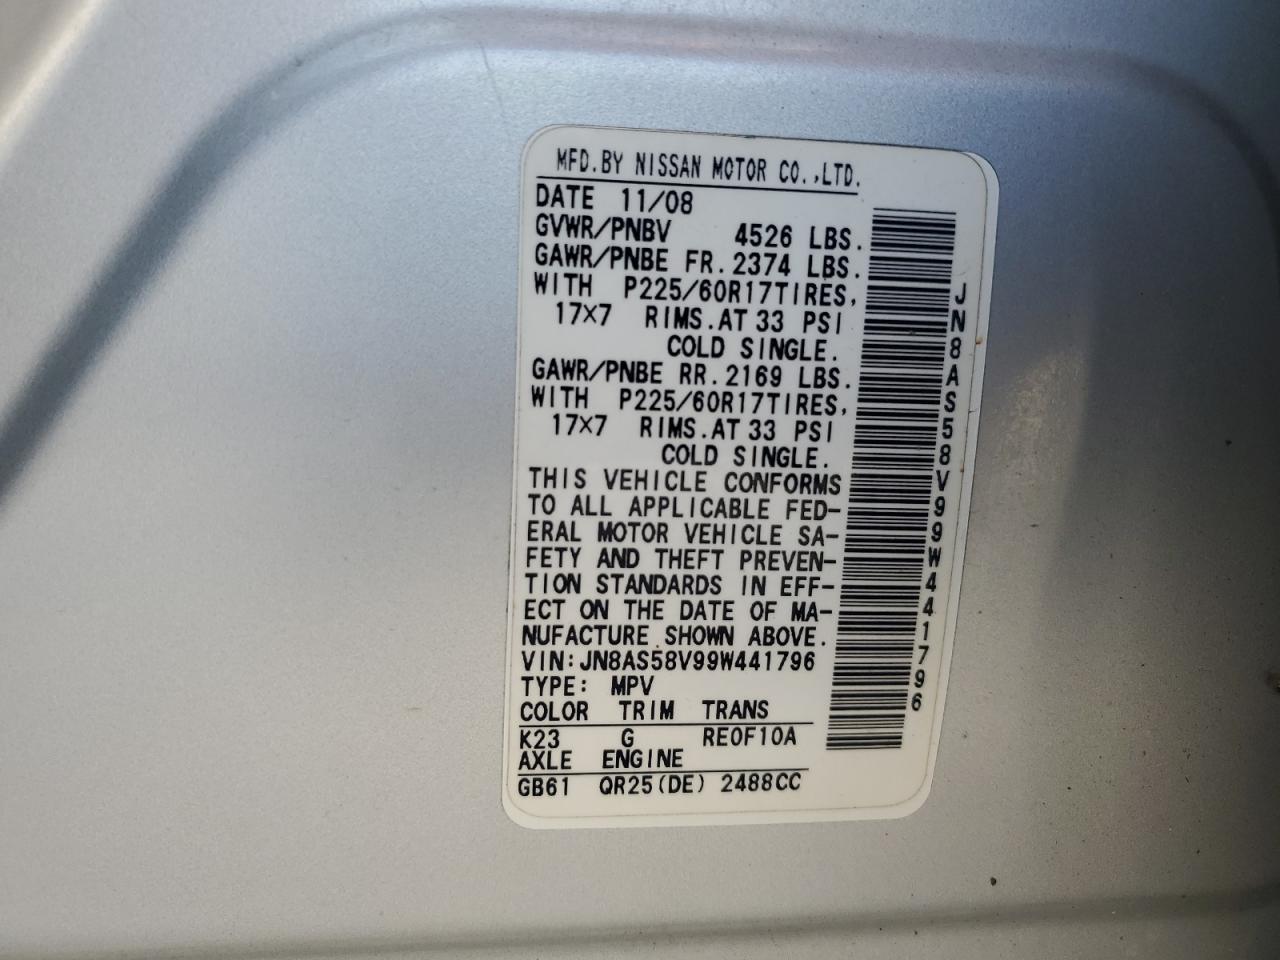 MFD.BY NISSAN MOTOR CO.,LTD.
DATE 11/08
GVWR/PNBV 4526 LBS.
GAWR/PNBE FR. 2374 LBS.
WITH P225/60R17TIRES,
17×7 RIMS.AT 33 PSI
COLD SINGLE.
GAWR/PNBE RR. 2169 LBS.
WITH P225/60R17TIRES,
17×7 RIMS.AT 33 PSI
COLD SINGLE.
THIS VEHICLE CONFORMS
TO ALL APPLICABLE FED-
ERAL MOTOR VEHICLE SA-
FETY AND THEFT PREVEN-
TION STANDARDS IN EFF-
ECT ON THE DATE OF MA-
NUFACTURE SHOWN ABOVE.
VIN:JN8AS58V99W441796
TYPE: MPV
COLOR TRIM TRANS
K23 G RE0F10A
AXLE ENGINE
GB61 QR25(DE) 2488CC
JN8AS58V99W441796